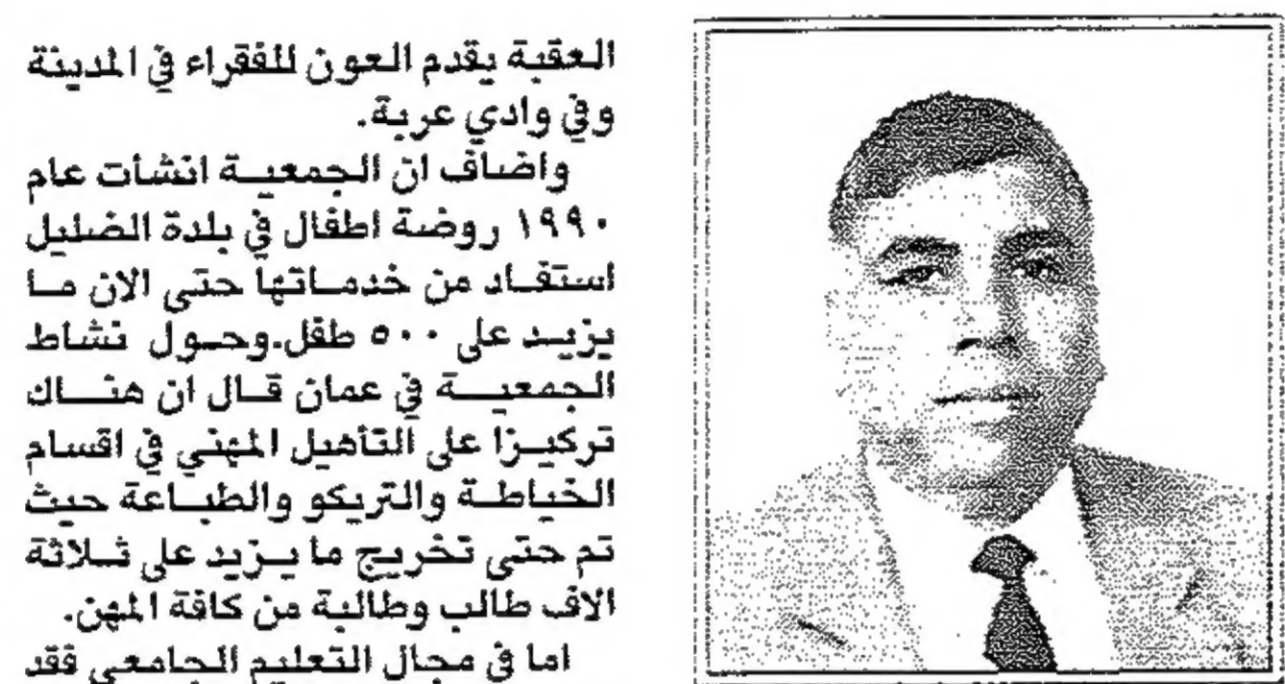 العقبة يقدم العون للفقراء في المدينة
وفي وادي عربة.
واضاف ان الجمعية انشأت عام
١٩٩٠ روضة اطفال في بلدة الضليل
استفاد من خدماتها حتى الان ما
يزيد على ٥٠٠ طفل.وحول نشاط
الجمعية في عمان قال ان هناك
تركيزا على التأهيل المهني في اقسام
الخياطة والتريكو والطباعة حيث
تم حتى تخريج ما يزيد على ثلاثة
الاف طالب وطالبة من كافة المهن.
اما في مجال التعليم الجامعي فقد